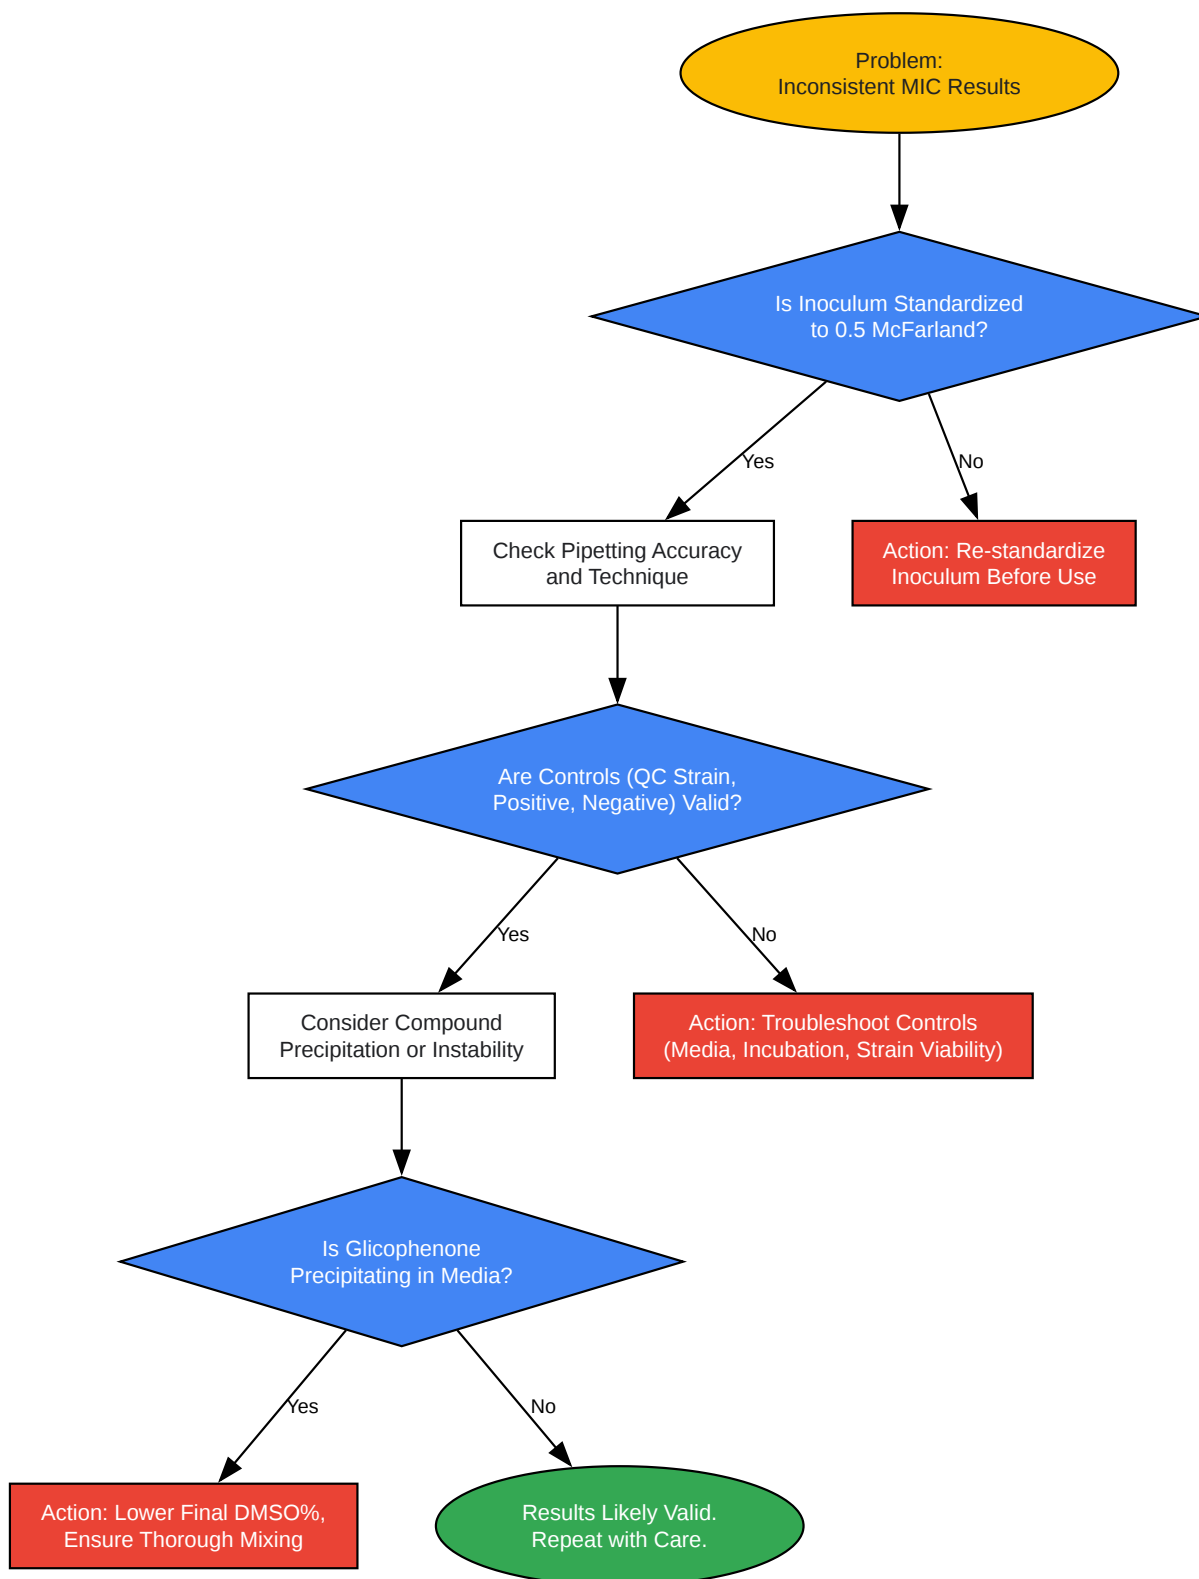 Problem:
Inconsistent MIC Results
Is Inoculum Standardized
to 0.5 McFarland?
Yes
No
Check Pipetting Accuracy
and Technique
Action: Re-standardize
Inoculum Before Use
Are Controls (QC Strain,
Positive, Negative) Valid?
Yes
No
Consider Compound
Precipitation or Instability
Action: Troubleshoot Controls
(Media, Incubation, Strain Viability)
Is Glicophenone
Precipitating in Media?
Yes
No
Action: Lower Final DMSO%,
Ensure Thorough Mixing
Results Likely Valid.
Repeat with Care.